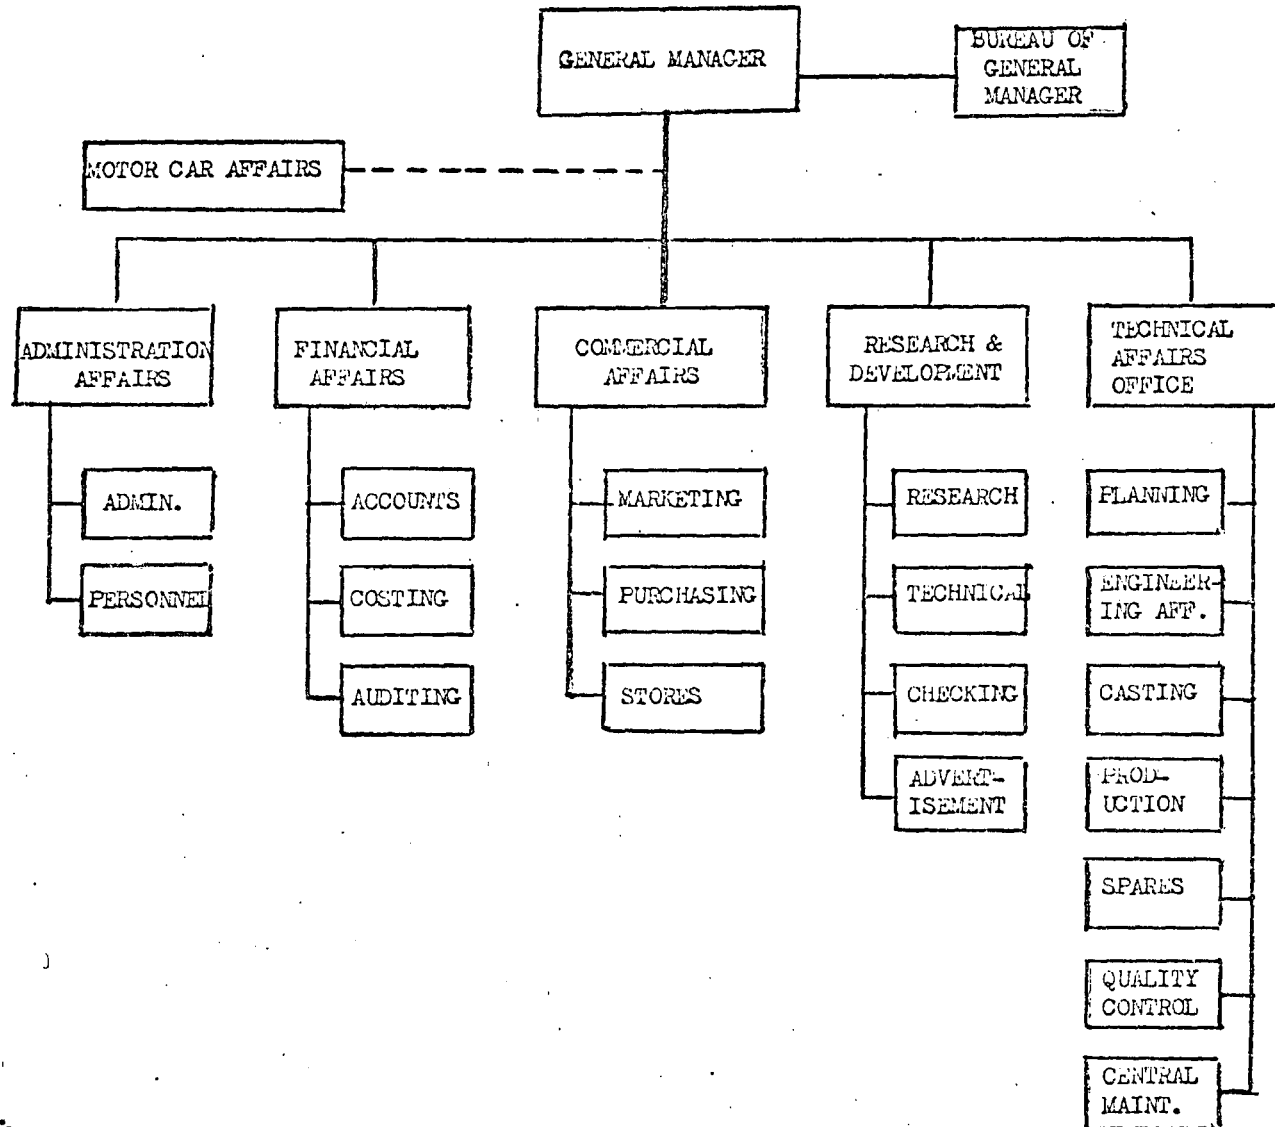 GENERAL MANAGER
BUREAU OF
GENERAL
MANAGER
MOTOR CAR AFFAIRS
ADMINISTRATION
AFFAIRS
FINANCIAL
AFFAIRS
COMMERCIAL
AFFAIRS
RESEARCH &
DEVELOPMENT
TECHNICAL
AFFAIRS
OFFICE
ADMIN.
PERSONNEL
ACCOUNTS
COSTING
AUDITING
MARKETING
PURCHASING
STORES
RESEARCH
TECHNICAL
CHECKING
ADVERT-
ISEMENT
PLANNING
ENGINEER-
ING AFF.
CASTING
PROD-
UCTION
SPARES
QUALITY
CONTROL
CENTRAL
MAINT.